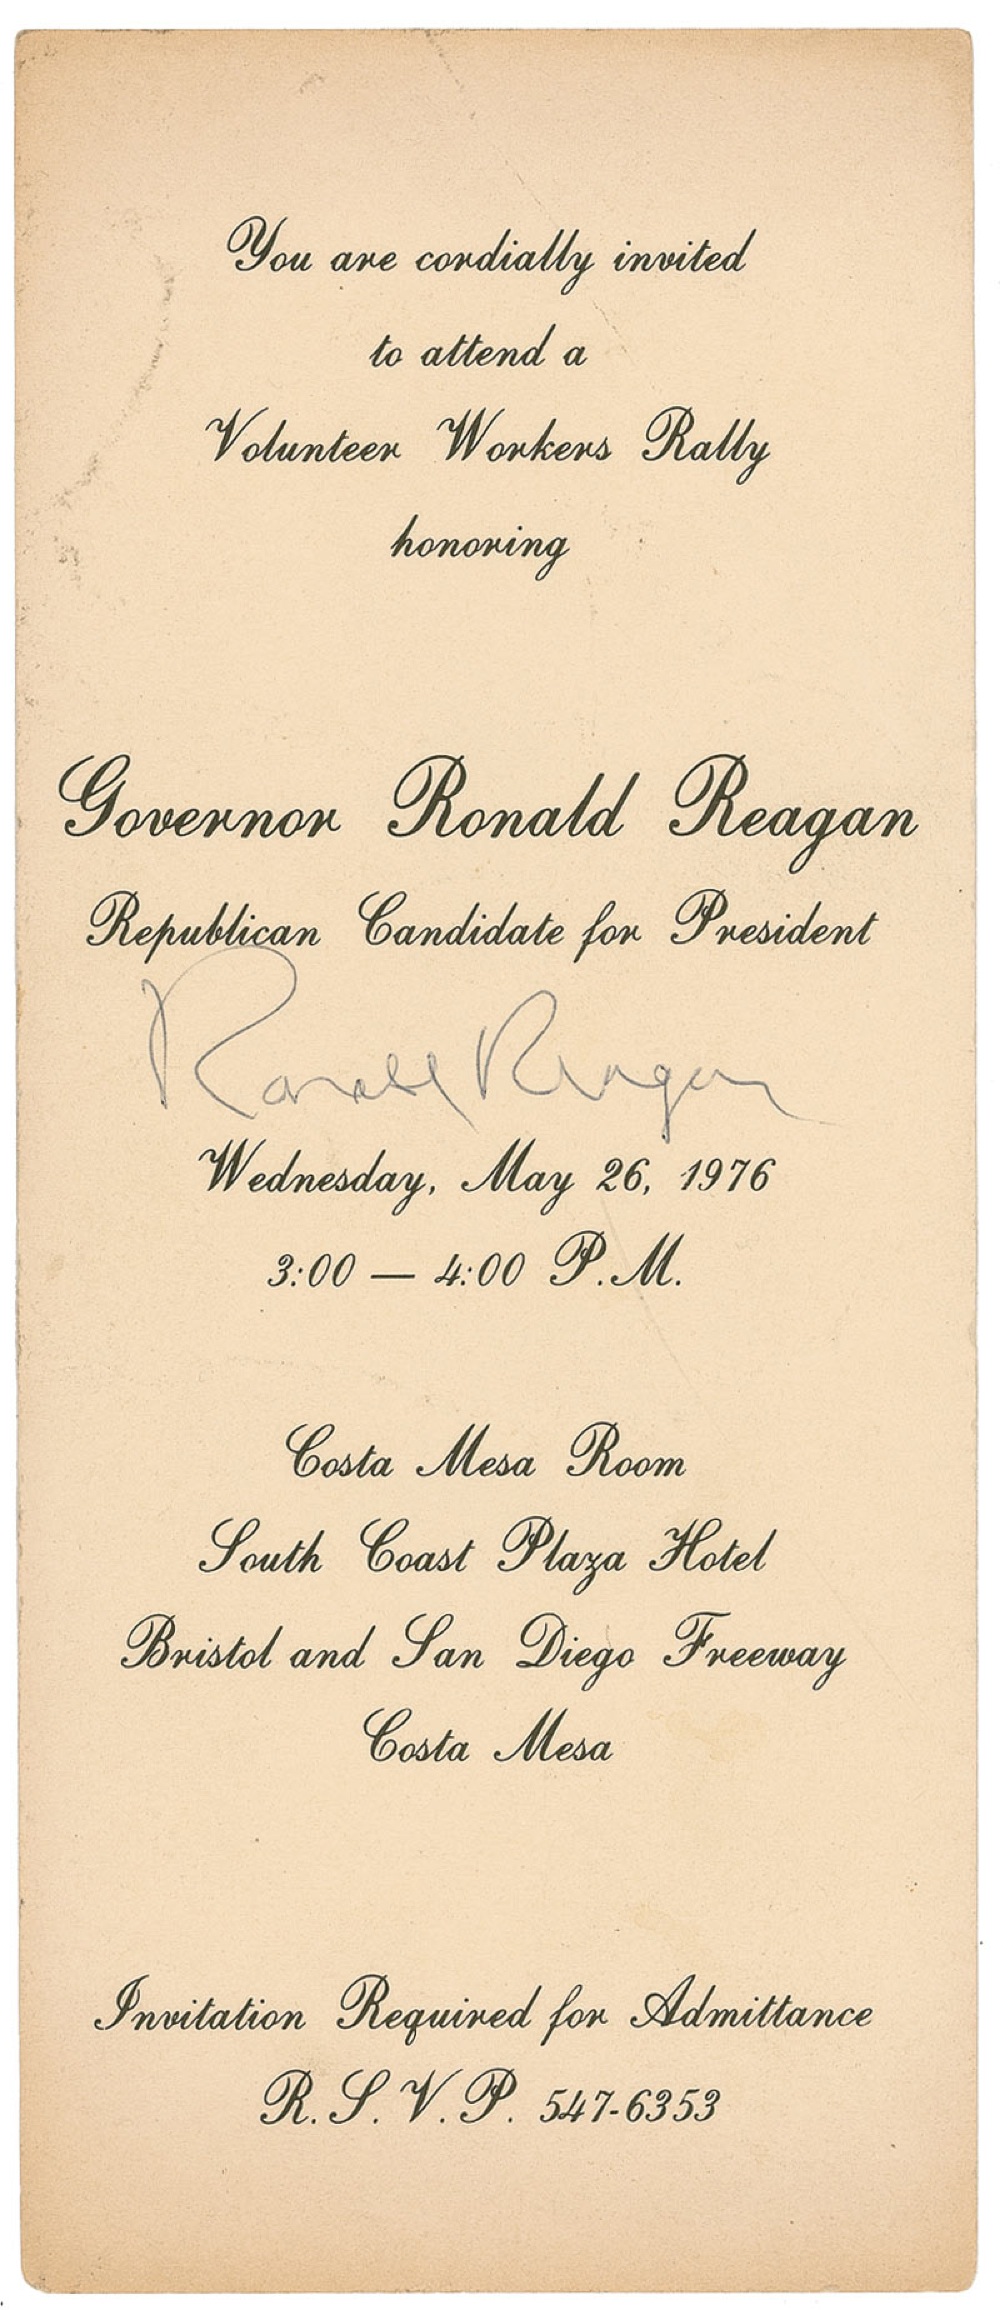 You are cordially invited
to attend a
Volunteer Workers Rally
honoring
Governor Ronald Reagan
Republican Candidate for President
Ronald Reagan
Wednesday, May 26, 1976
3:00 — 4:00 P.M.
Costa Mesa Room
South Coast Plaza Hotel
Bristol and San Diego Freeway
Costa Mesa
Invitation Required for Admittance
R. S. V. P. 547-6353